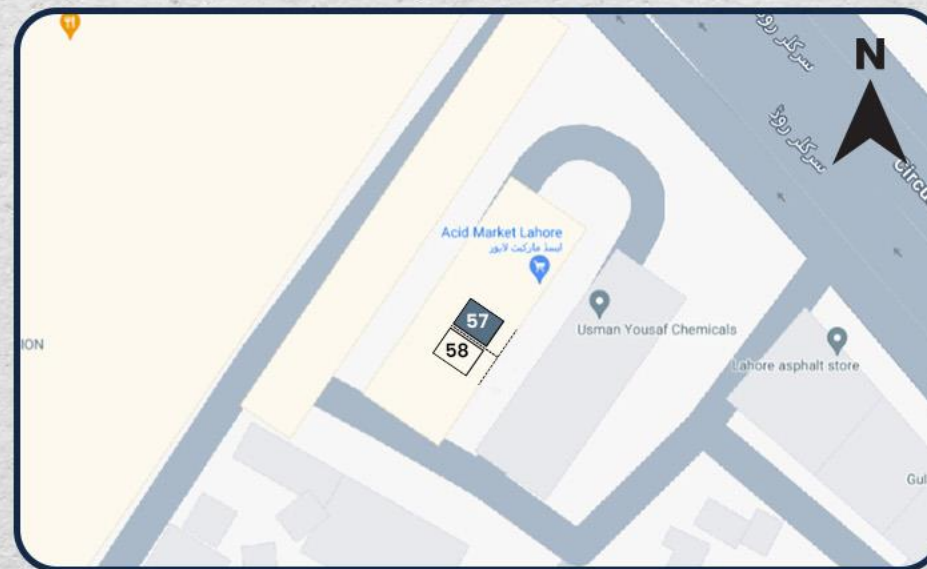 سرکلر روڈ
N
سرکلر روڈ
Circu
Acid Market Lahore
ایسڈ مارکیٹ لاہور
57
Usman Yousaf Chemicals
ION
58
Lahore asphalt store
Gul